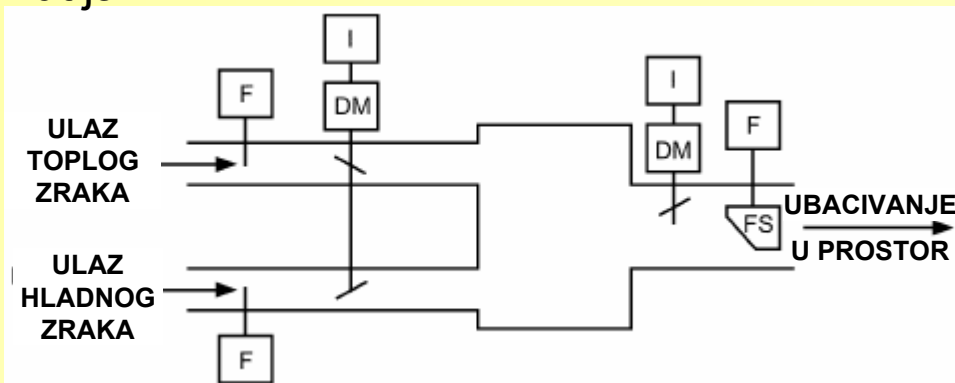 I
F
DM
I
F
DM
FS
ULAZ
TOPLOG
ZRAKA
UBACIVANJE
U PROSTOR
ULAZ
HLADNOG
ZRAKA
F